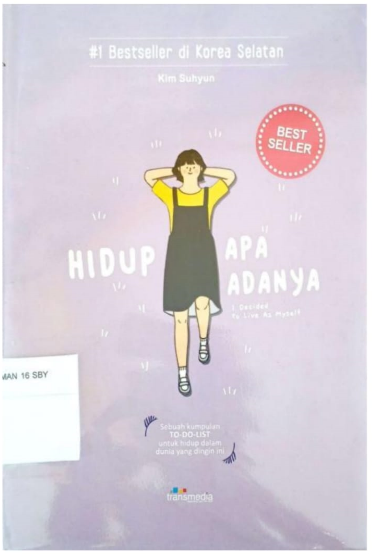 #1 Bestseller di Korea Selatan
Kim Suhyun
BEST
SELLER
HIDUP APA
ADANYA
I Decided
to Live As Myself
MAN 16 SBY
Sebuah kumpulan
TO-DO-LIST
untuk hidup dalam
dunia yang dingin ini
transmedia